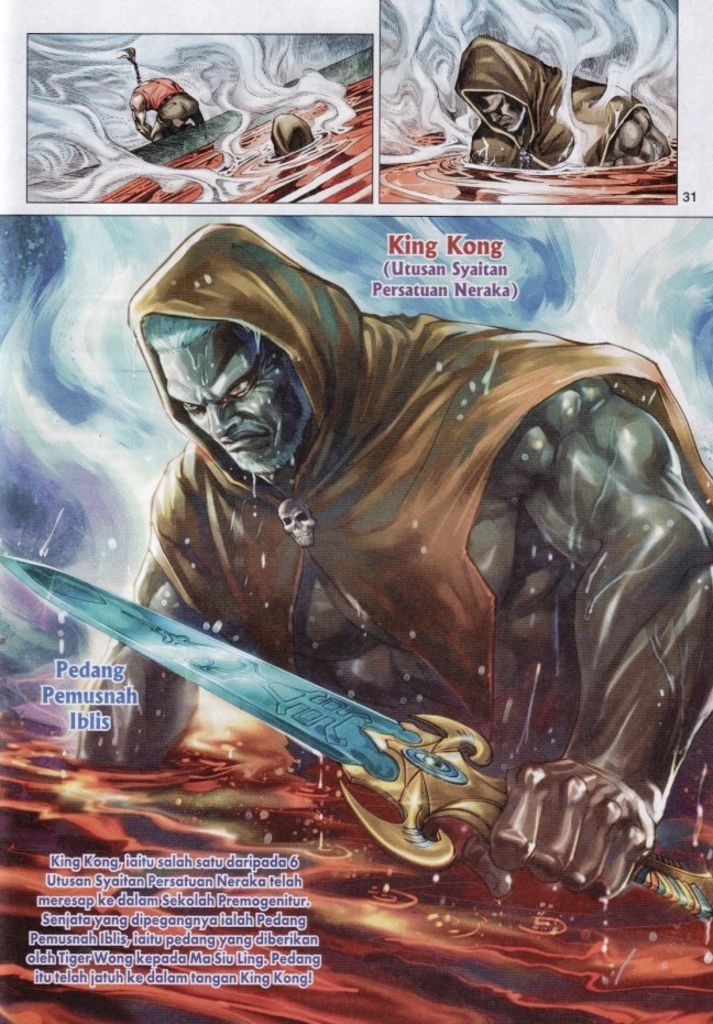 31
King Kong
(Utusan Syaitan
Persatuan Neraka)
Pedang
Pemusnah
Iblis
King Kong, iaitu salah satu daripada 6
Utusan Syaitan Persatuan Neraka telah
meresap ke dalam Sekolah Premogenitur.
Senjata yang dipegangnya ialah Pedang
Pemusnah Iblis, iaitu pedang yang diberikan
oleh Tiger Wong kepada Ma Siu Ling. Pedang
itu telah jatuh ke dalam tangan King Kong!